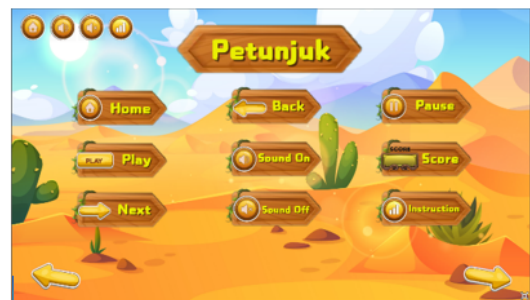 Petunjuk
Home
Back
Pause
PLAY
Play
Sound On
SCORE
Score
Next
Sound Off
Instruction